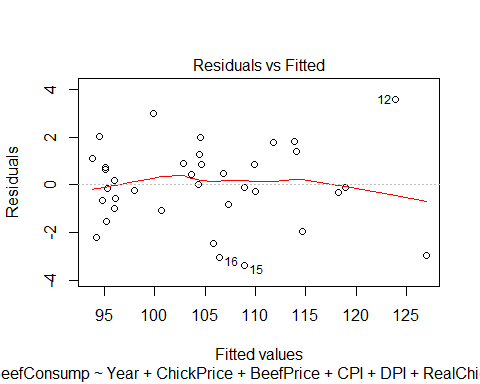 Residuals vs Fitted
4
2
0
-2
-4
Residuals
12
16
15
95 100 105 110 115 120 125
Fitted values
eefConsump ~ Year + ChickPrice + BeefPrice + CPI + DPI + RealChi